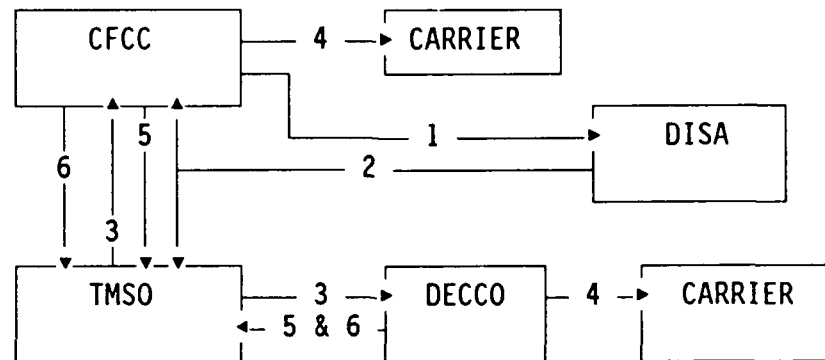 CFCC 4 CARRIER
5 1 DISA
6 2
3
TMSO 3 DECCO 4 CARRIER
5 & 6